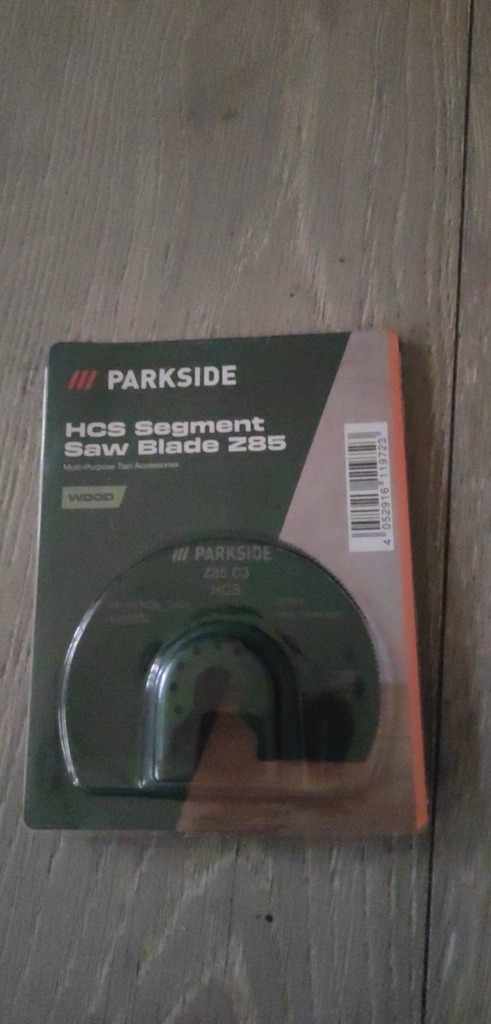 PARKSIDE
HCS Segment
Saw Blade Z85
Multi-Purpose Tool Accessories
WOOD
4 052916 119723
PARKSIDE
Z85 C3
HCS